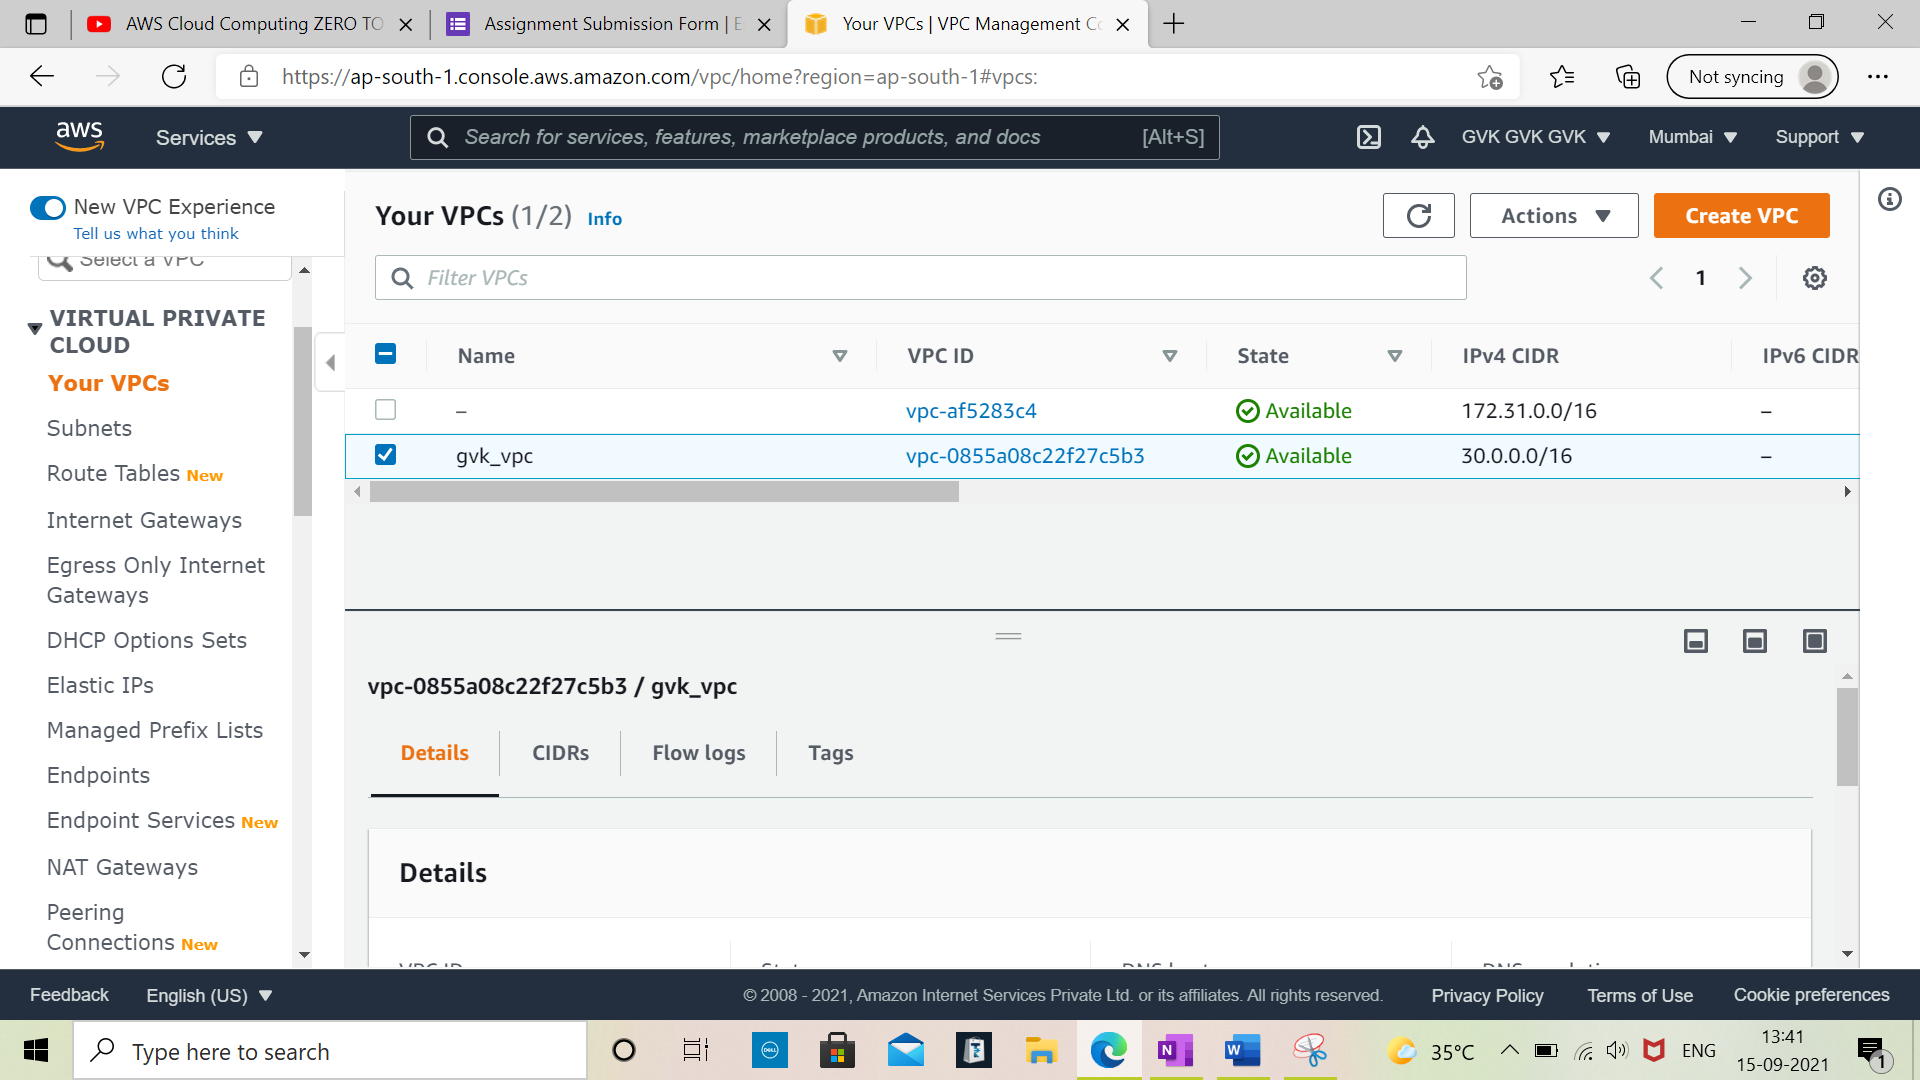 AWS Cloud Computing ZERO TO
Assignment Submission Form | E
Your VPCs | VPC Management Co
https://ap-south-1.console.aws.amazon.com/vpc/home?region=ap-south-1#vpcs:
Not syncing
aws
Services
Search for services, features, marketplace products, and docs [Alt+S]
GVK GVK GVK
Mumbai
Support
New VPC Experience
Tell us what you think
Select a VPC
VIRTUAL PRIVATE
CLOUD
Your VPCs
Subnets
Route Tables New
Internet Gateways
Egress Only Internet
Gateways
DHCP Options Sets
Elastic IPs
Managed Prefix Lists
Endpoints
Endpoint Services New
NAT Gateways
Peering
Connections New
Your VPCs (1/2) Info
Actions
Create VPC
Filter VPCs
1
Name VPC ID State IPv4 CIDR IPv6 CIDR
– vpc-af5283c4 Available 172.31.0.0/16 –
gvk_vpc vpc-0855a08c22f27c5b3 Available 30.0.0.0/16 –
vpc-0855a08c22f27c5b3 / gvk_vpc
Details CIDRs Flow logs Tags
Details
VPC ID
Feedback English (US) © 2008 - 2021, Amazon Internet Services Private Ltd. or its affiliates. All rights reserved. Privacy Policy Terms of Use Cookie preferences
Type here to search
DELL
N
W
35°C
ENG
13:41
15-09-2021
1